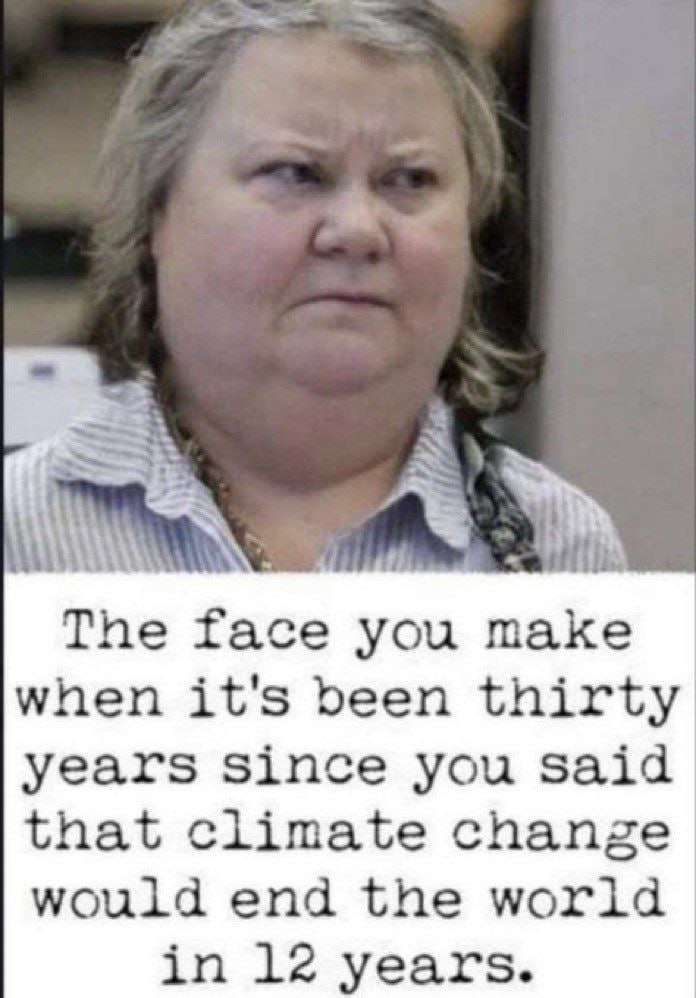 The face you make
when it's been thirty
years since you said
that climate change
would end the world
in 12 years.